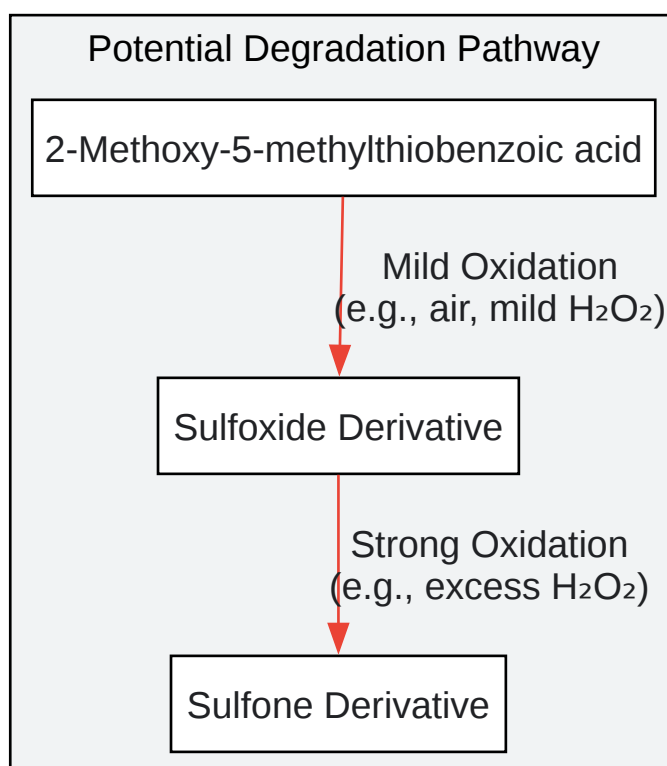 Potential Degradation Pathway
2-Methoxy-5-methylthiobenzoic acid
Mild Oxidation
(e.g., air, mild H₂O₂)
Sulfoxide Derivative
Strong Oxidation
(e.g., excess H₂O₂)
Sulfone Derivative